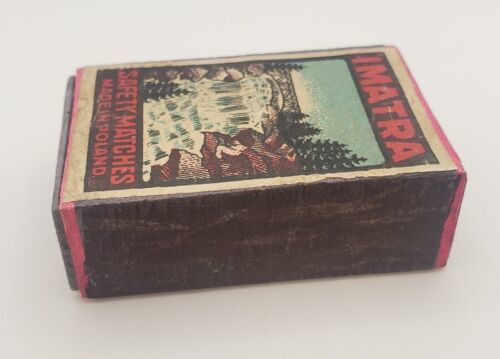 IMATRA
SAFETY MATCHES
MADE IN POLAND